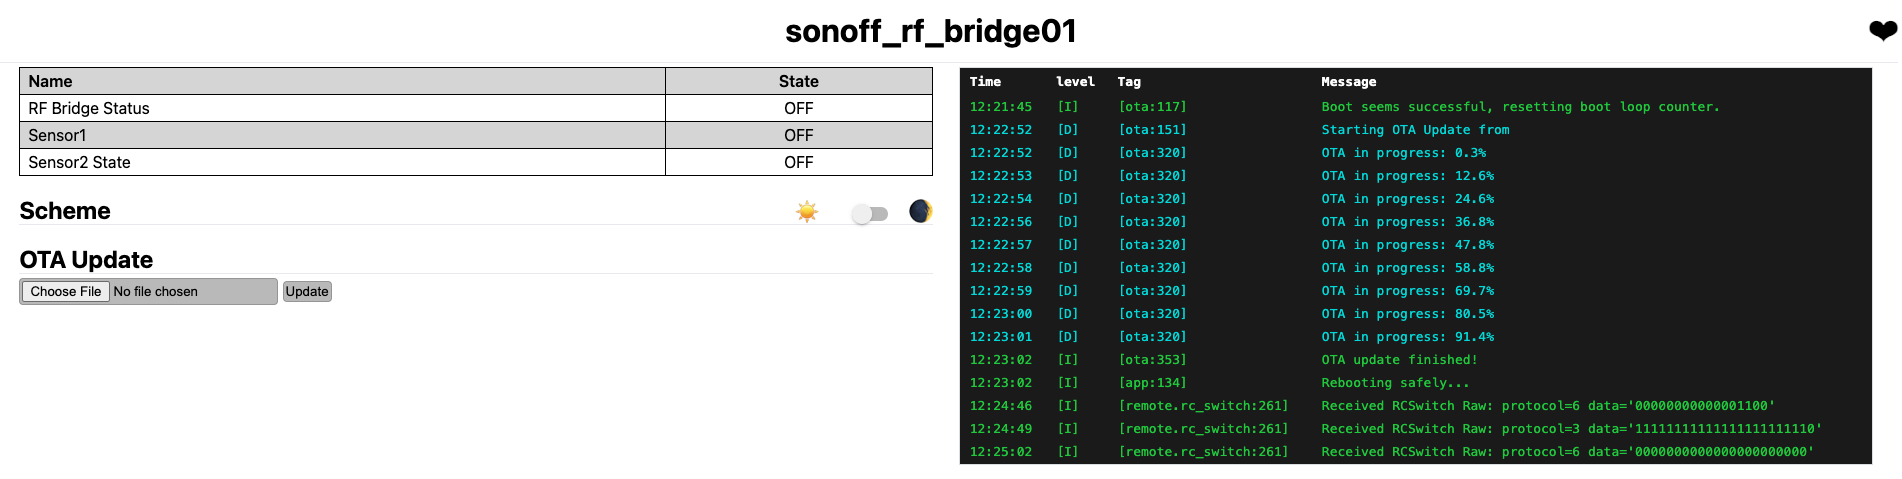 sonoff_rf_bridge01
Name State
RF Bridge Status OFF
Sensor1 OFF
Sensor2 State OFF
Scheme
OTA Update
Choose File No file chosen Update
Time level Tag Message
12:21:45 [I] [ota:117] Boot seems successful, resetting boot loop counter.
12:22:52 [D] [ota:151] Starting OTA Update from
12:22:52 [D] [ota:320] OTA in progress: 0.3%
12:22:53 [D] [ota:320] OTA in progress: 12.6%
12:22:54 [D] [ota:320] OTA in progress: 24.6%
12:22:56 [D] [ota:320] OTA in progress: 36.8%
12:22:57 [D] [ota:320] OTA in progress: 47.8%
12:22:58 [D] [ota:320] OTA in progress: 58.8%
12:22:59 [D] [ota:320] OTA in progress: 69.7%
12:23:00 [D] [ota:320] OTA in progress: 80.5%
12:23:01 [D] [ota:320] OTA in progress: 91.4%
12:23:02 [I] [ota:353] OTA update finished!
12:23:02 [I] [app:134] Rebooting safely...
12:24:46 [I] [remote.rc_switch:261] Received RCSwitch Raw: protocol=6 data='00000000000001100'
12:24:49 [I] [remote.rc_switch:261] Received RCSwitch Raw: protocol=3 data='11111111111111111111110'
12:25:02 [I] [remote.rc_switch:261] Received RCSwitch Raw: protocol=6 data='0000000000000000000000'